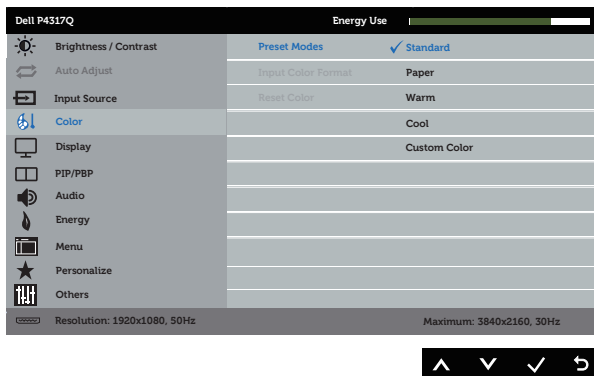 Dell P4317Q Energy Use
Brightness / Contrast Preset Modes Standard
Auto Adjust Input Color Format Paper
Input Source Reset Color Warm
Color Cool
Display Custom Color
PIP/PBP
Audio
Energy
Menu
Personalize
Others
Resolution: 1920x1080, 50Hz Maximum: 3840x2160, 30Hz